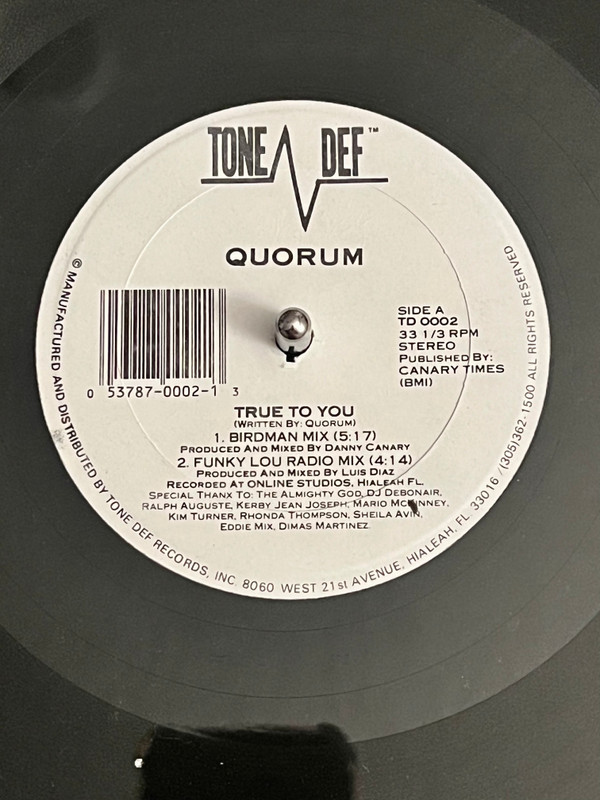 TONE DEF™
QUORUM
SIDE A
TD 0002
33 1/3 RPM
STEREO
PUBLISHED BY:
CANARY TIMES
(BMI)
0 53787-0002-1 3
TRUE TO YOU
(WRITTEN BY: QUORUM)
1. BIRDMAN MIX (5:17)
PRODUCED AND MIXED BY DANNY CANARY
2. FUNKY LOU RADIO MIX (4:14)
PRODUCED AND MIXED BY LUIS DIAZ
RECORDED AT ONLINE STUDIOS, HIALEAH FL.
SPECIAL THANX TO: THE ALMIGHTY GOD, DJ DEBONAIR,
RALPH AUGUSTE, KERBY JEAN JOSEPH, MARIO MCKINNEY,
KIM TURNER, RHONDA THOMPSON, SHEILA AVIN,
EDDIE MIX, DIMAS MARTINEZ
© MANUFACTURED AND DISTRIBUTED BY TONE DEF RECORDS, INC. 8060 WEST 21st AVENUE, HIALEAH, FL 33016 /(305)362-1500 ALL RIGHTS RESERVED